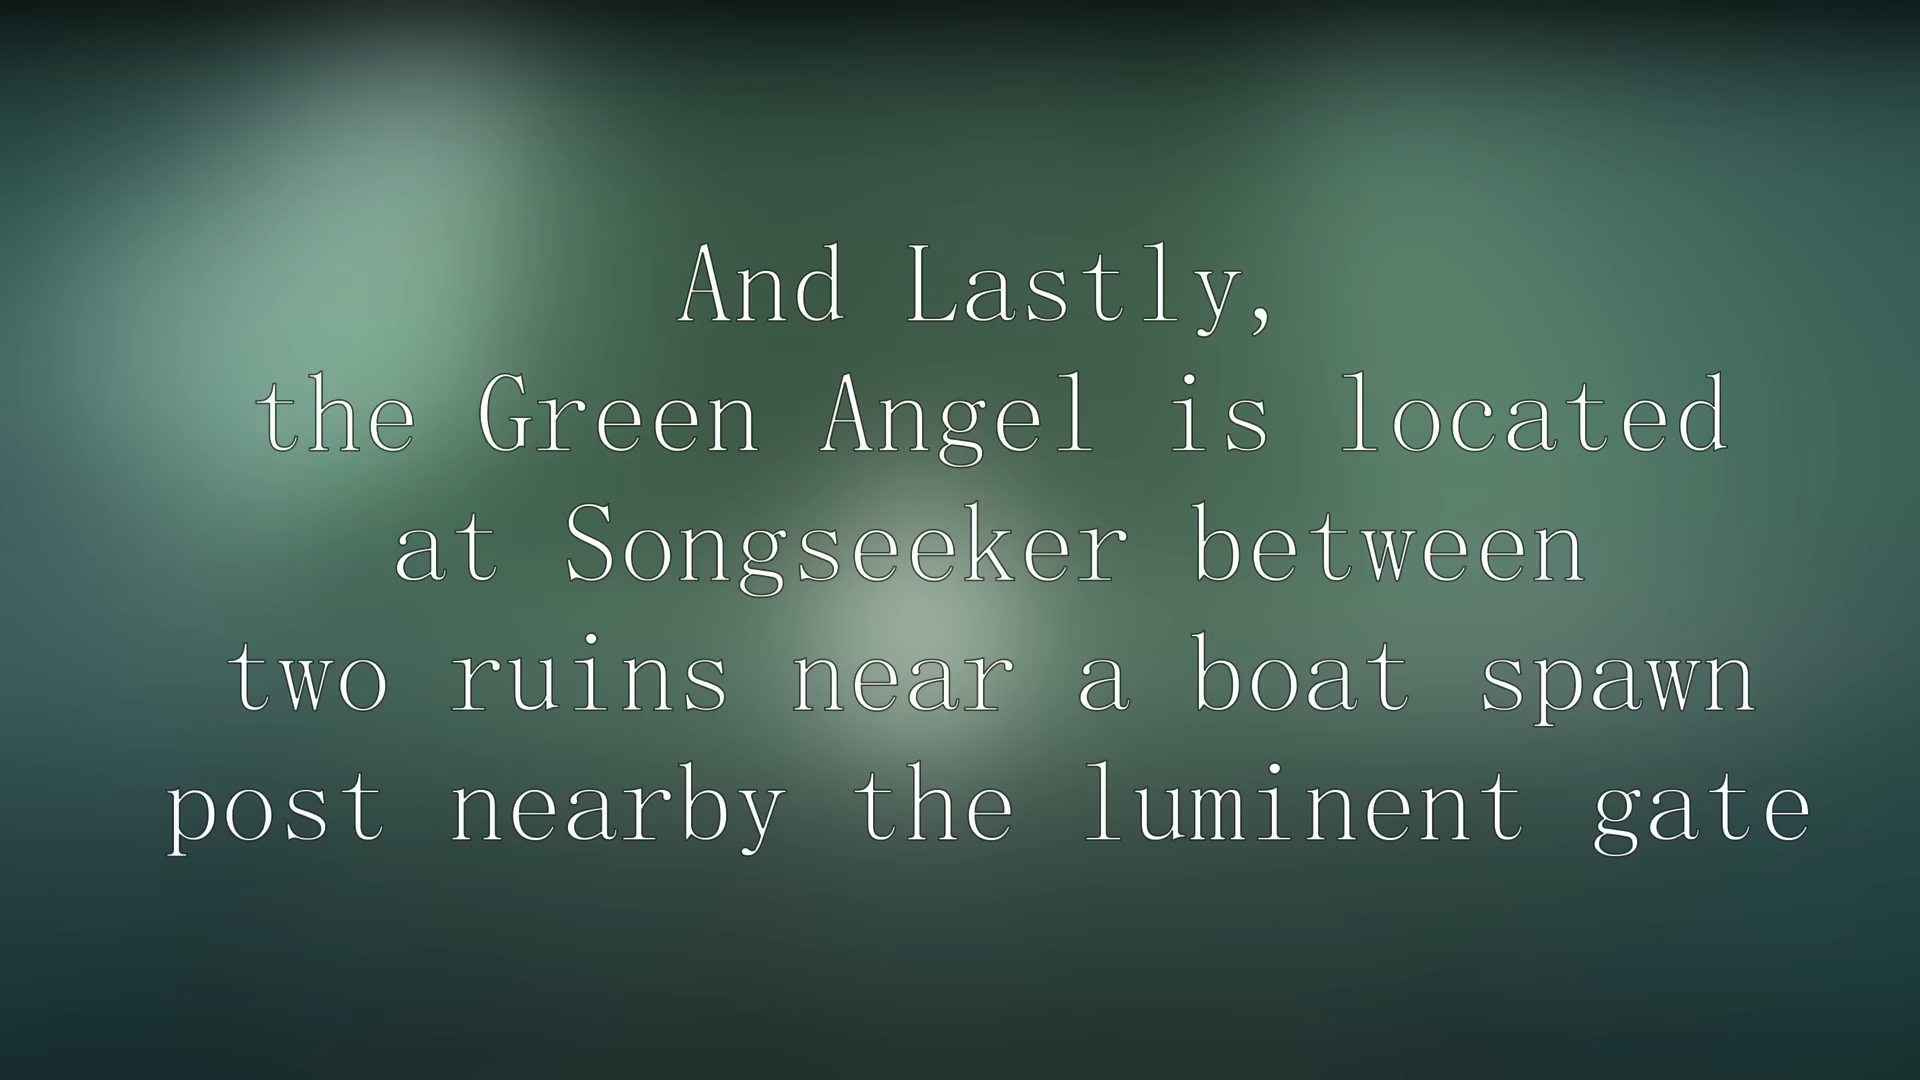 And Lastly,
the Green Angel is located
at Songseeker between
two ruins near a boat spawn
post nearby the luminent gate